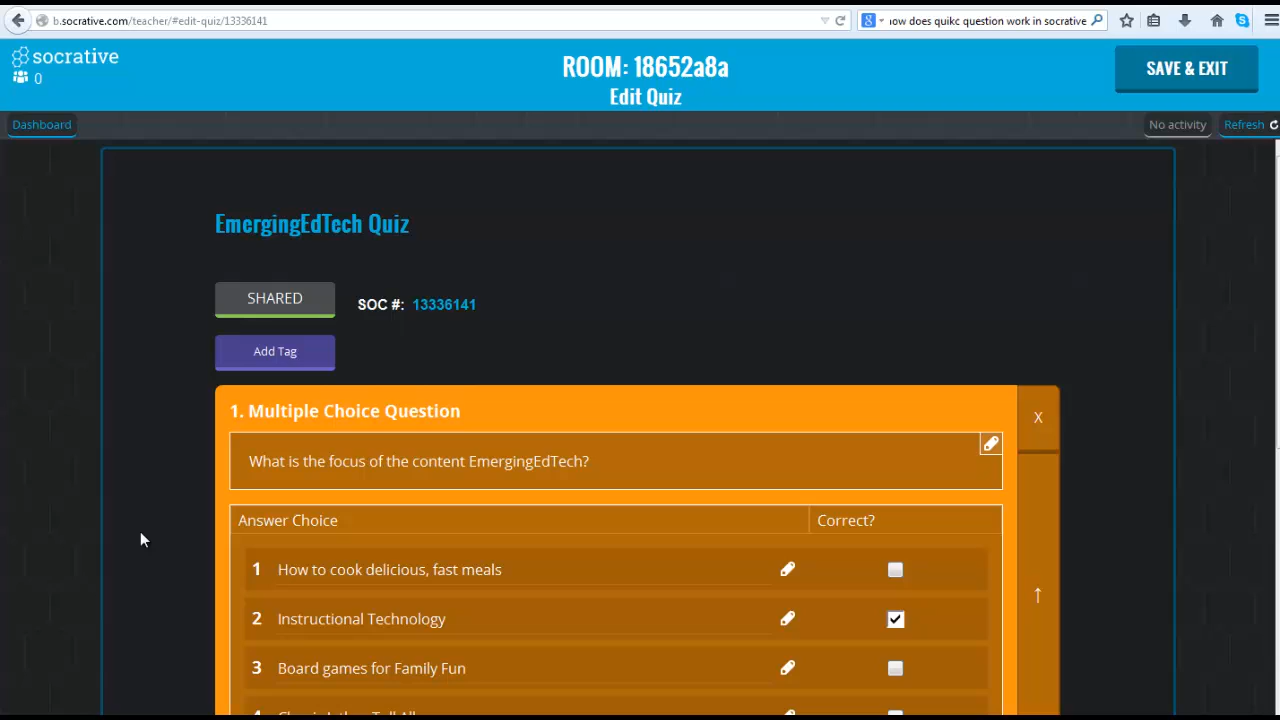 b.socrative.com/teacher/#edit-quiz/13336141
ow does quikc question work in socrative
socrative
0
ROOM: 18652a8a
Edit Quiz
SAVE & EXIT
Dashboard
No activity
Refresh
EmergingEdTech Quiz
SHARED
SOC #: 13336141
Add Tag
1. Multiple Choice Question
X
What is the focus of the content EmergingEdTech?
Answer Choice
Correct?
1 How to cook delicious, fast meals
2 Instructional Technology
3 Board games for Family Fun